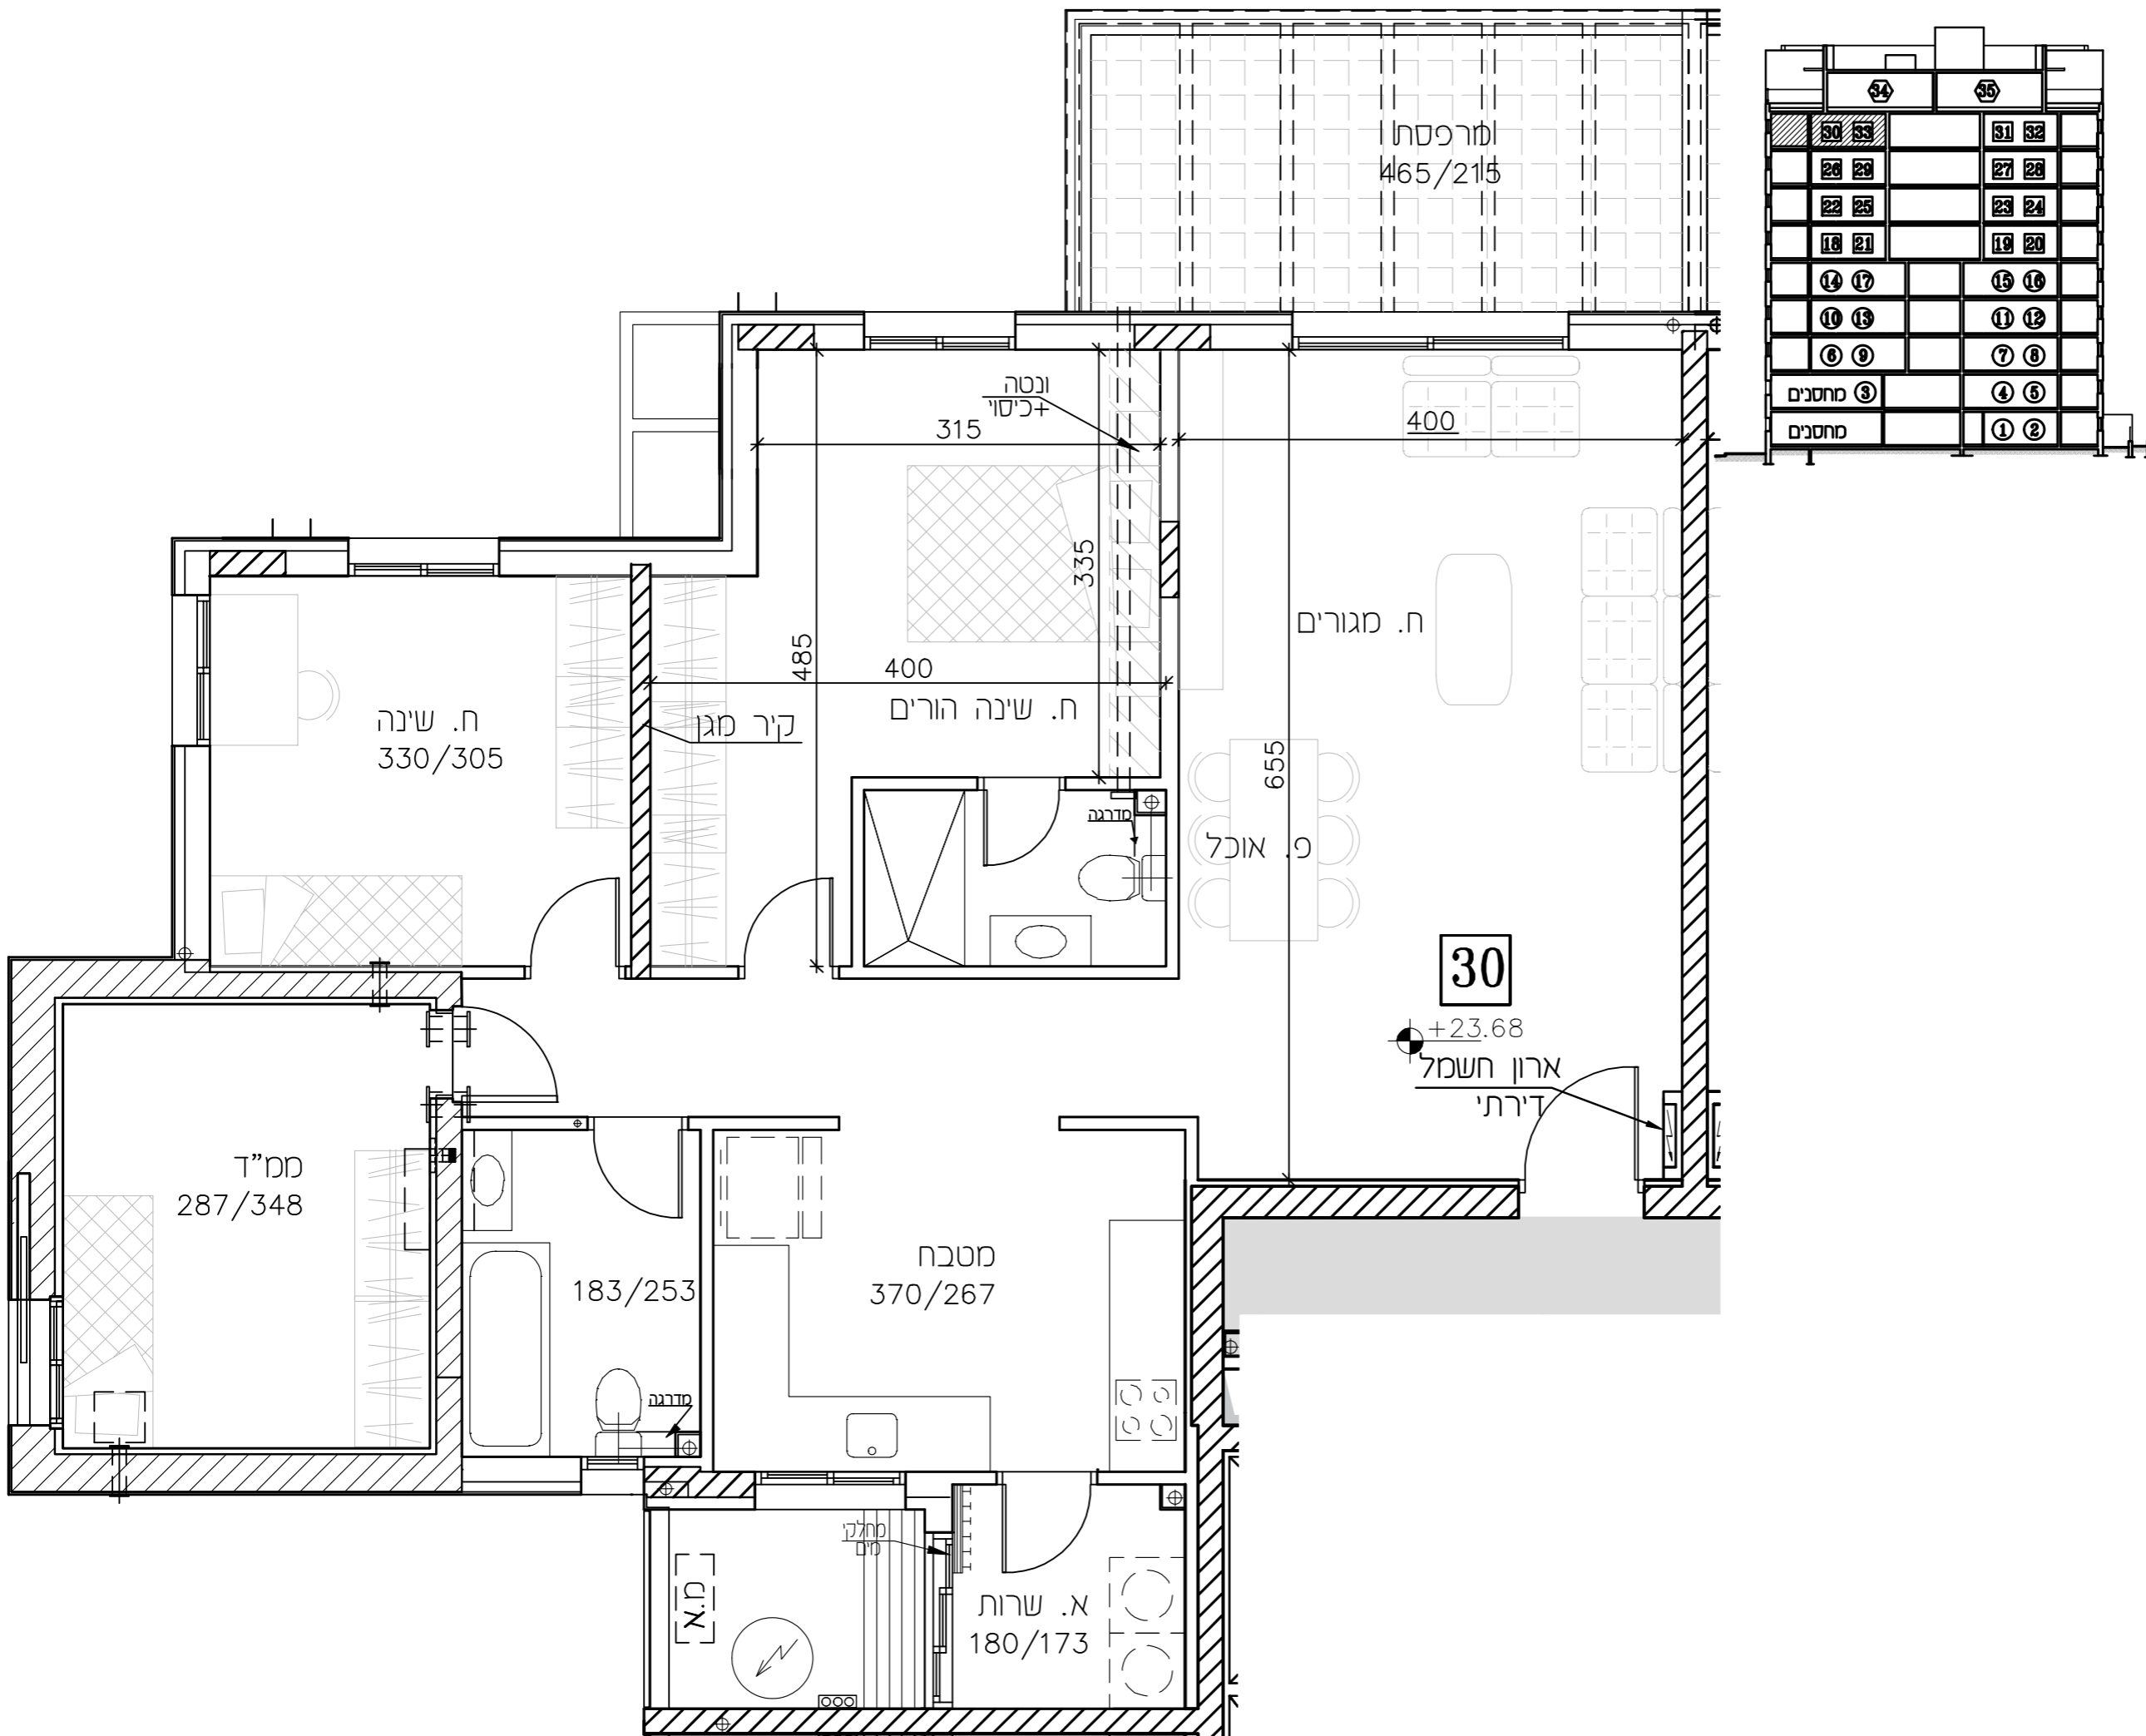 מרפסת
465/215
34 35
30 33 31 32
26 29 27 28
22 25 23 24
18 21 19 20
14 17 15 16
10 13 11 12
6 9 7 8
מחסנים 3 4 5
מחסנים 1 2
ונטה
+כיסוי
315
400
335
485
400
ח. שינה הורים
ח. מגורים
655
קיר מגן
ח. שינה
330/305
מדרגה
פ. אוכל
30
+23.68
ארון חשמל
דירתי
ממ"ד
287/348
183/253
מטבח
370/267
מדרגה
מחלקי
מים
מ.א
א. שרות
180/173